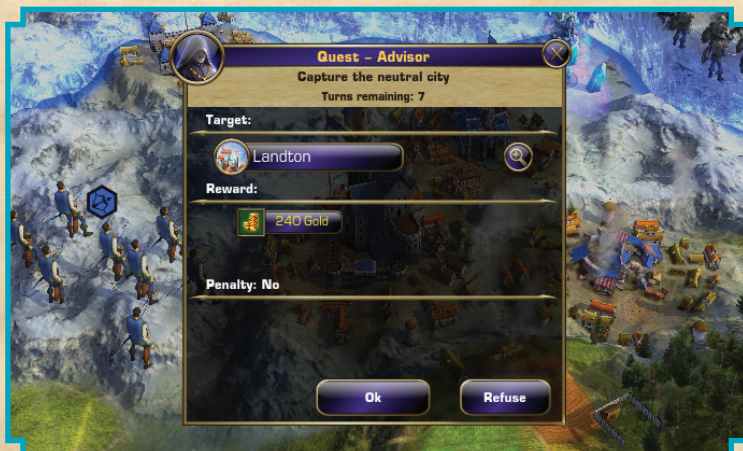 Quest – Advisor
Capture the neutral city
Turns remaining: 7
Target:
Landton
Reward:
240 Gold
Penalty: No
Ok
Refuse